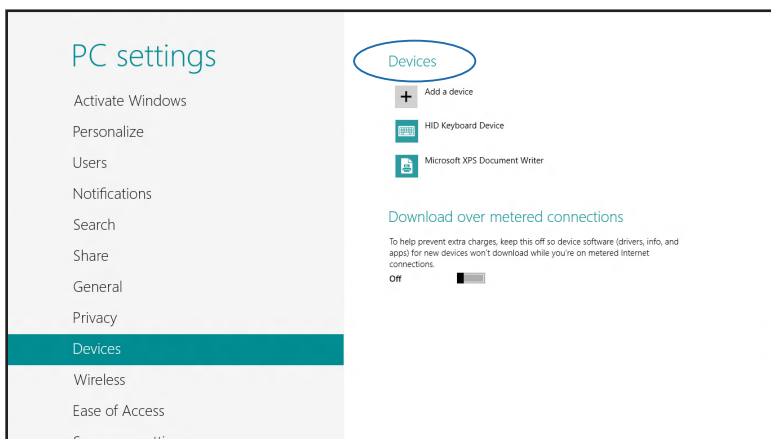 PC settings
Activate Windows
Personalize
Users
Notifications
Search
Share
General
Privacy
Devices
Wireless
Ease of Access
Devices
Add a device
HID Keyboard Device
Microsoft XPS Document Writer
Download over metered connections
To help prevent extra charges, keep this off so device software (drivers, info, and
apps) for new devices won't download while you're on metered Internet
connections.
Off